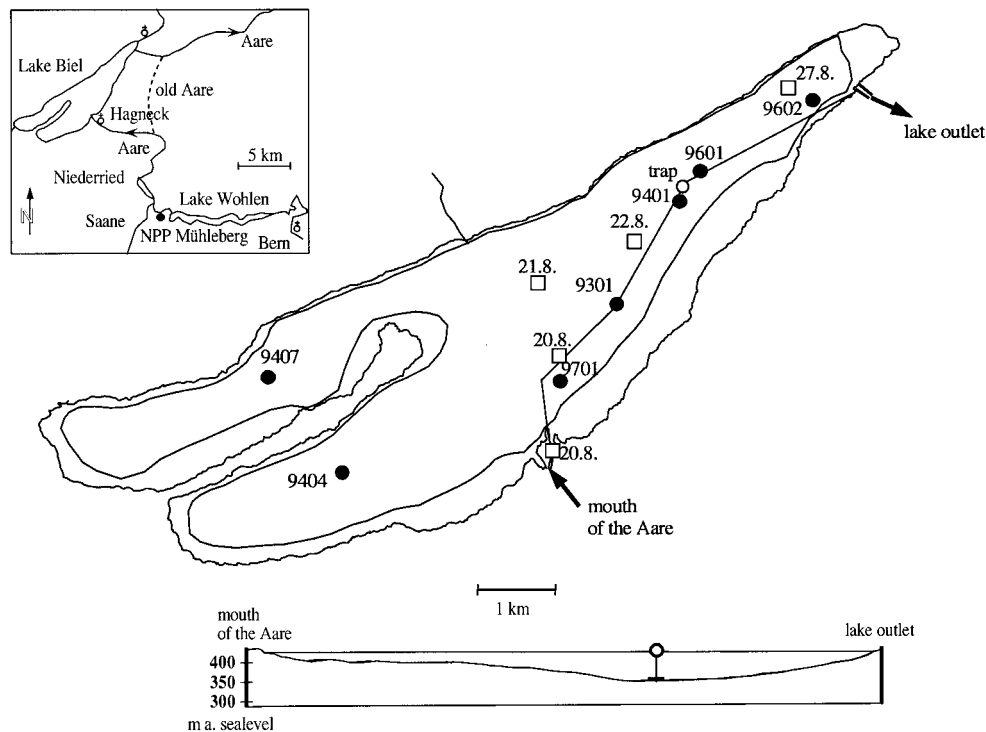 Lake Biel
Aare
old Aare
Hagneck
Aare
5 km
Niederried
Lake Wohlen
N
Saane
NPP Mühleberg
Bern
27.8.
9602
lake outlet
9601
trap
9401
22.8.
21.8.
9301
20.8.
9701
9407
20.8.
9404
mouth
of the Aare
1 km
mouth
of the Aare
lake outlet
400
350
300
m a. sealevel